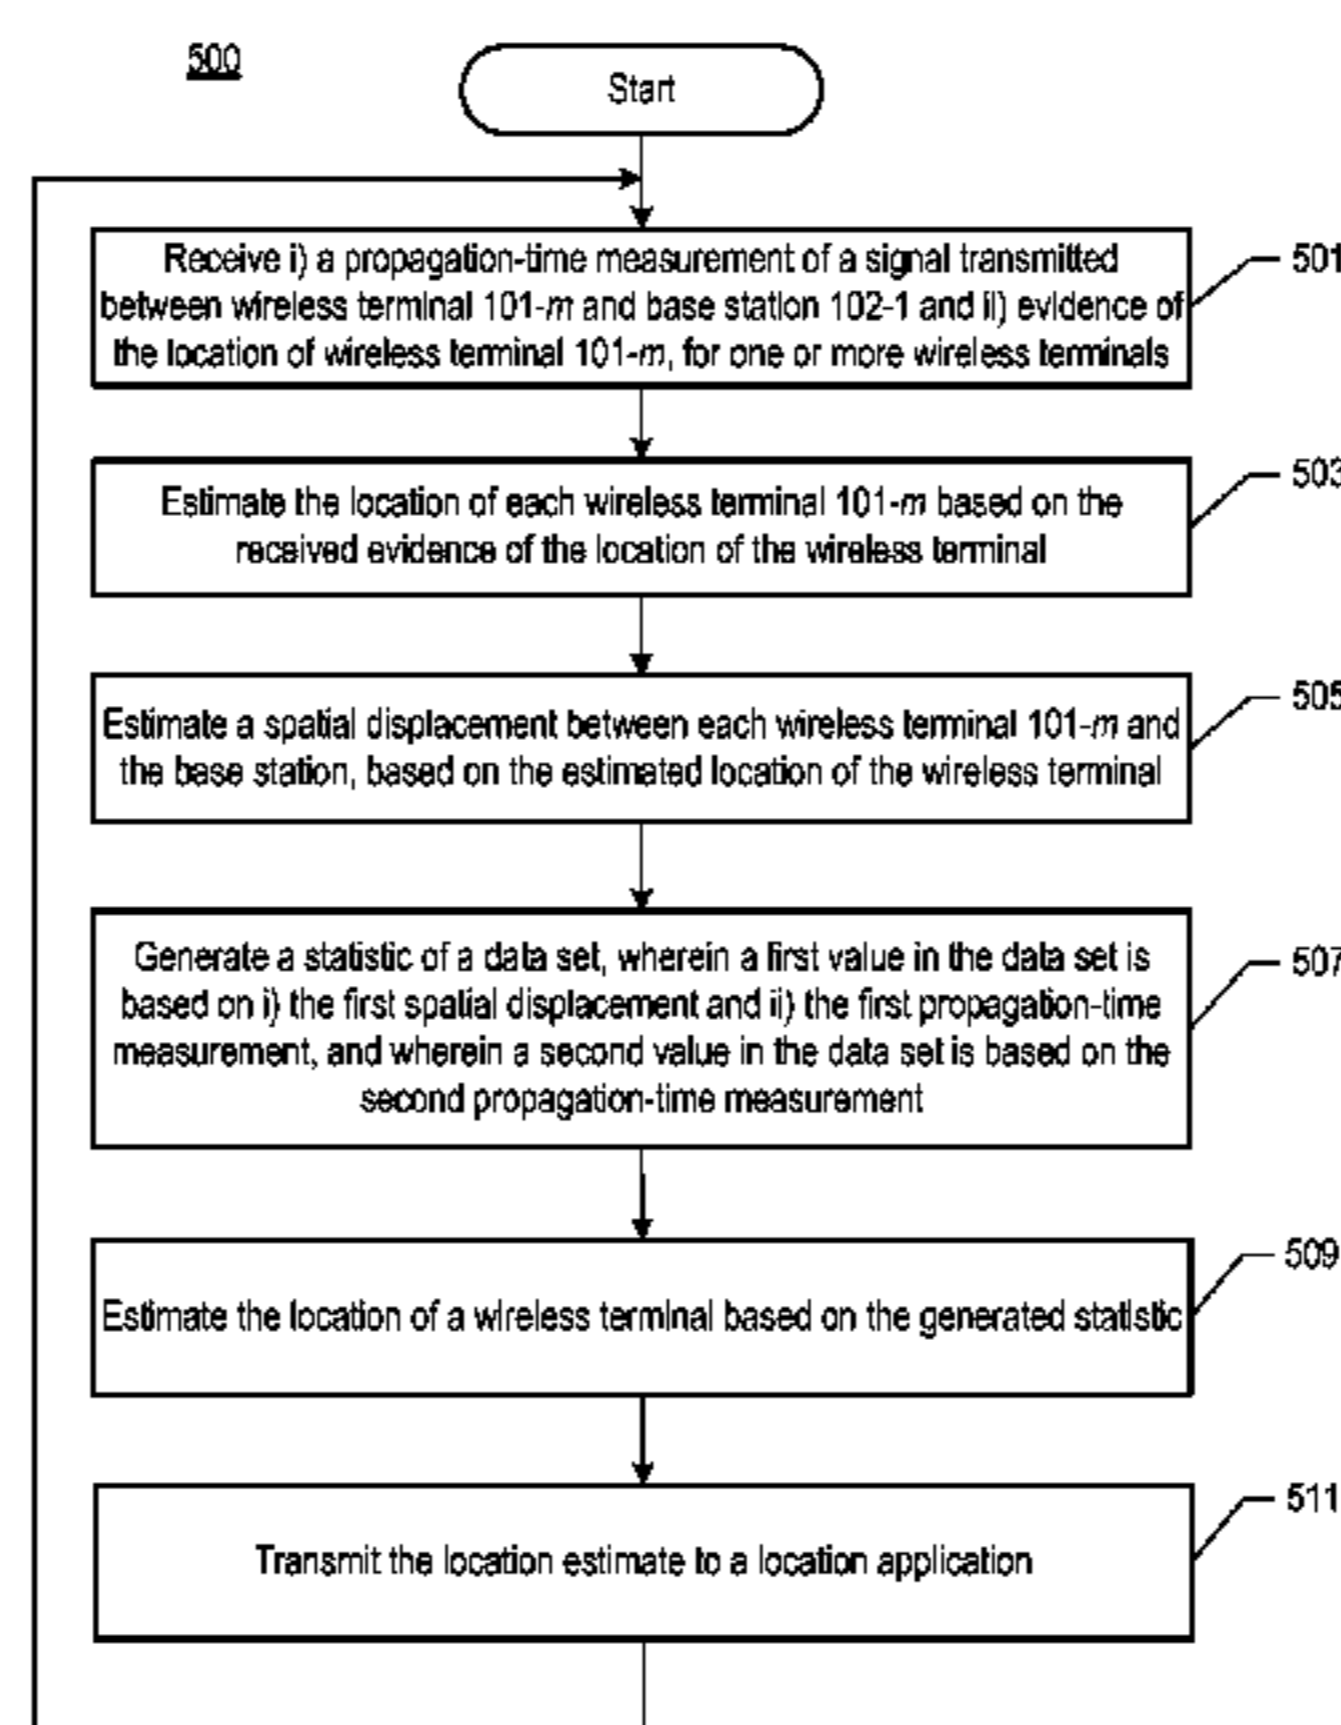 500
Start
Receive i) a propagation-time measurement of a signal transmitted
between wireless terminal 101-m and base station 102-1 and ii) evidence of
the location of wireless terminal 101-m, for one or more wireless terminals
501
Estimate the location of each wireless terminal 101-m based on the
received evidence of the location of the wireless terminal
503
Estimate a spatial displacement between each wireless terminal 101-m and
the base station, based on the estimated location of the wireless terminal
505
Generate a statistic of a data set, wherein a first value in the data set is
based on i) the first spatial displacement and ii) the first propagation-time
measurement, and wherein a second value in the data set is based on the
second propagation-time measurement
507
Estimate the location of a wireless terminal based on the generated statistic
509
Transmit the location estimate to a location application
511